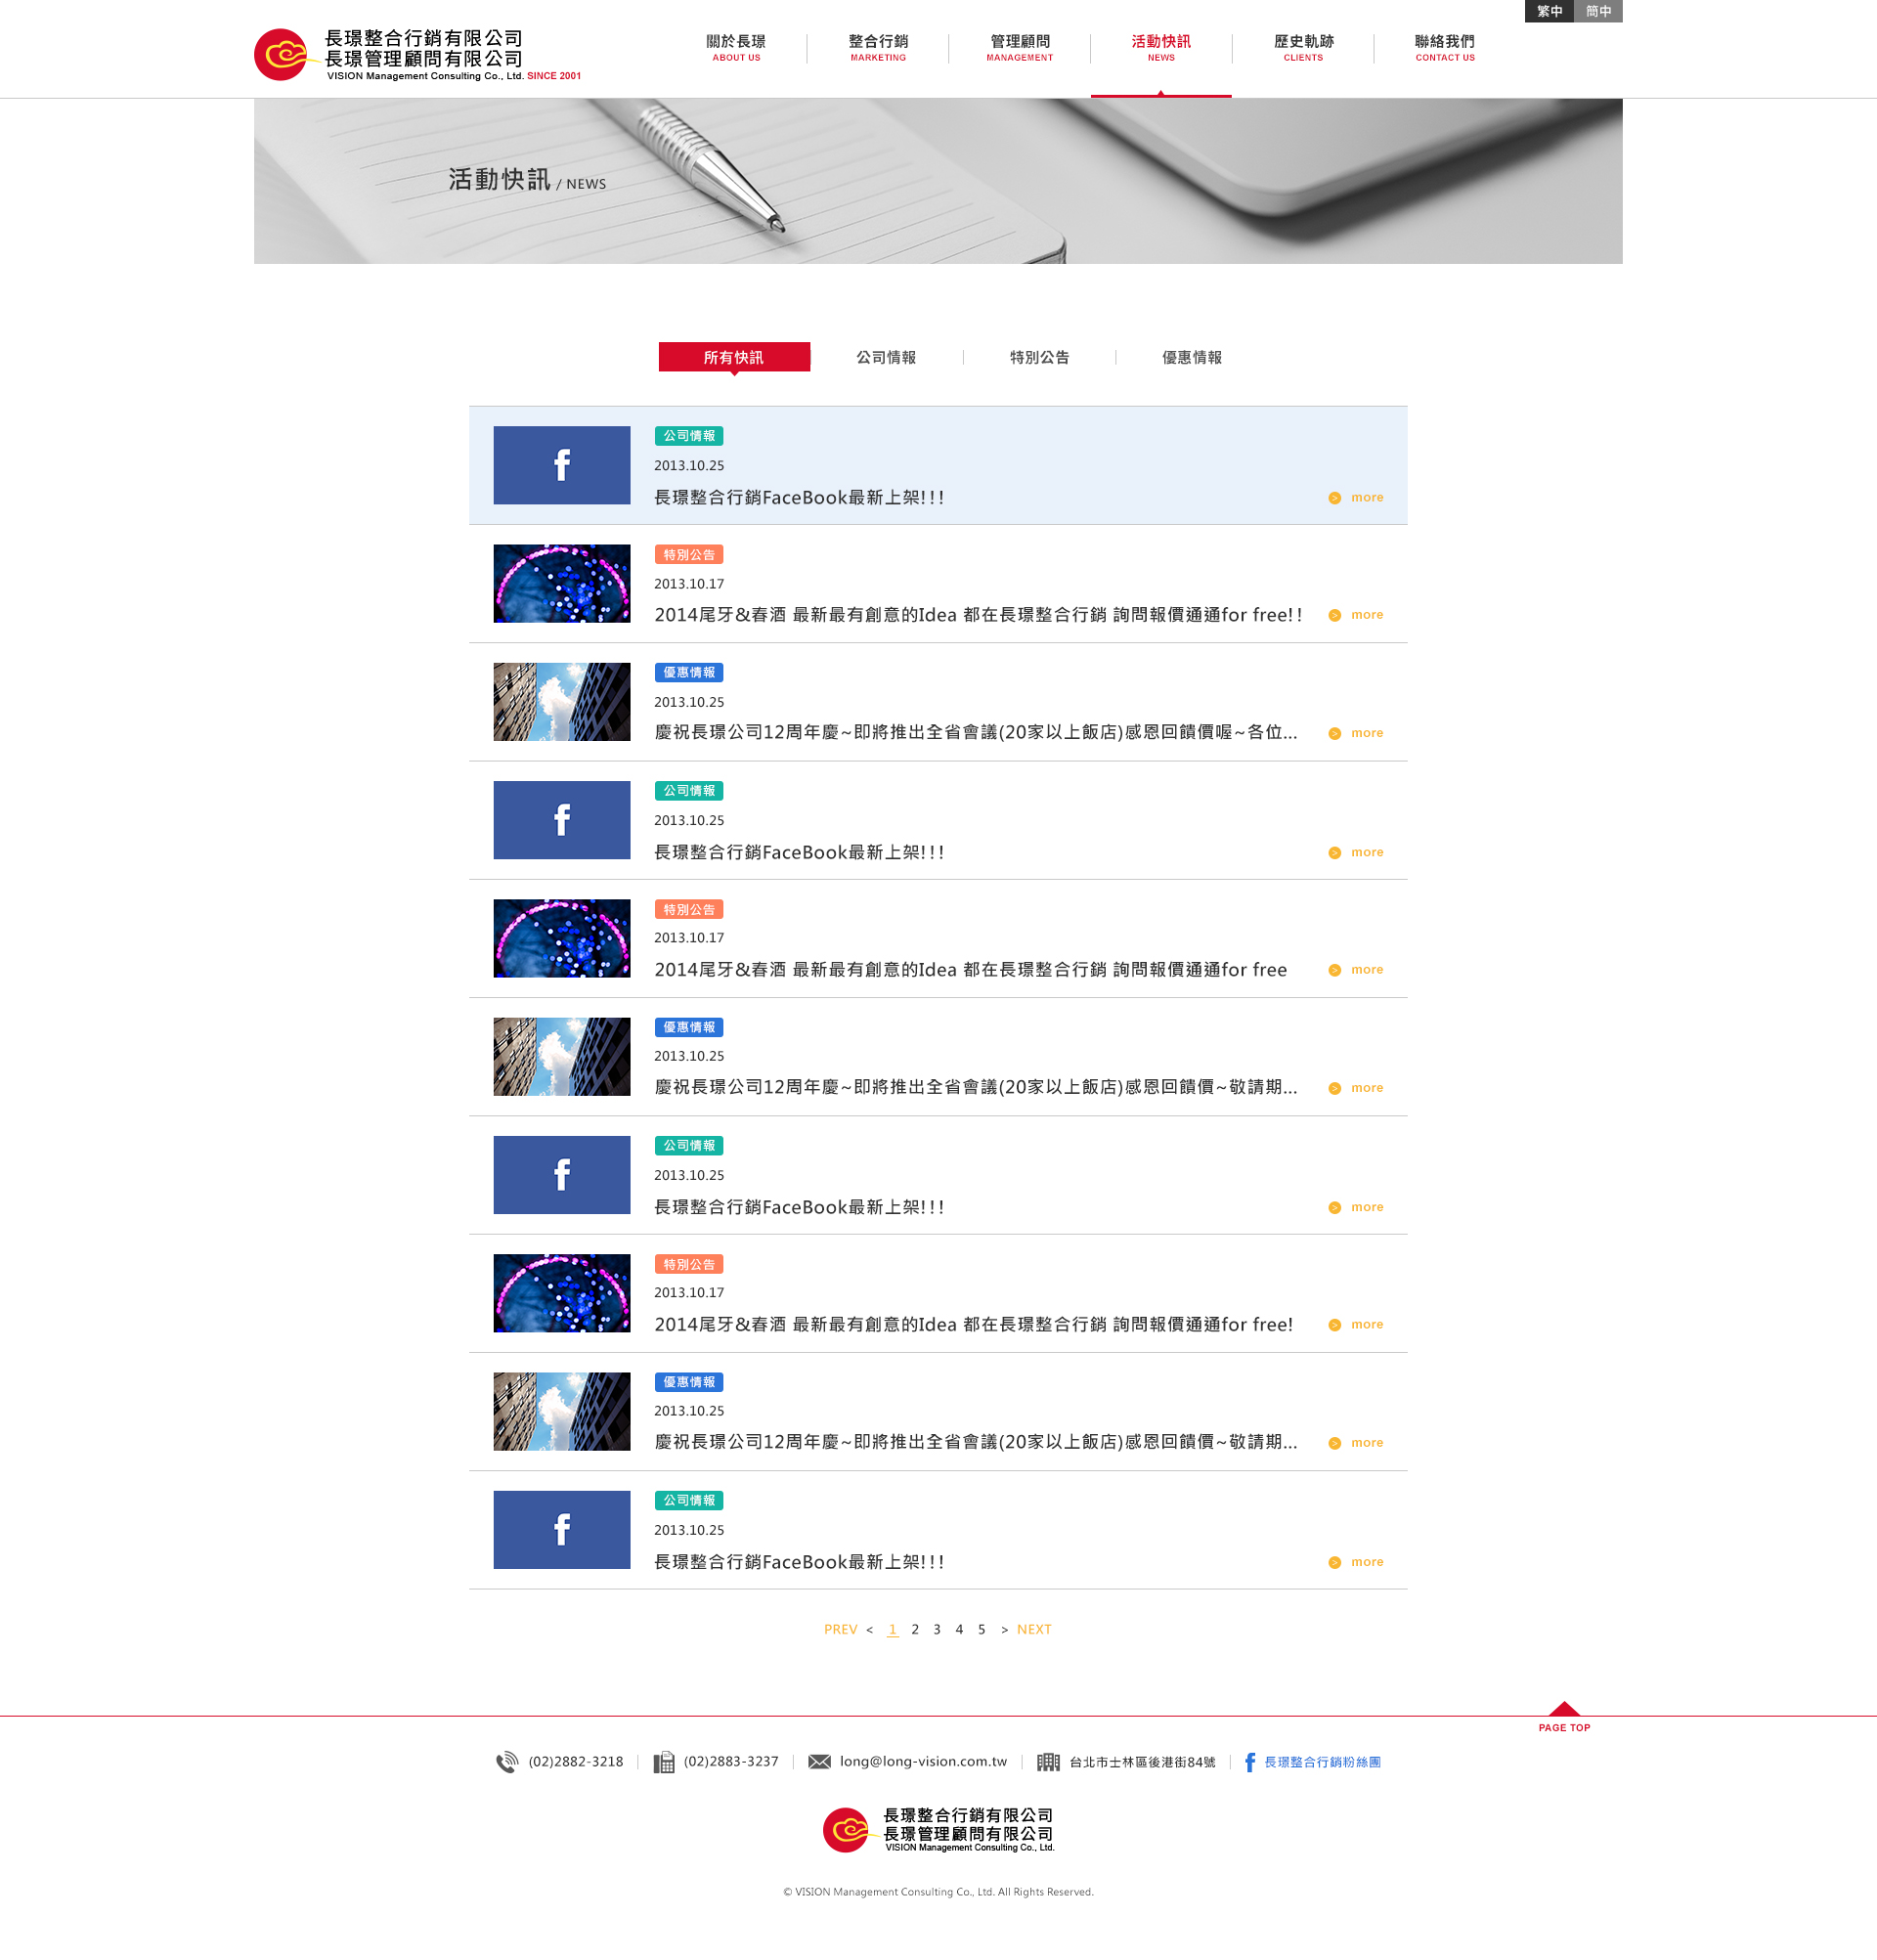 繁中 簡中
長璟整合行銷有限公司
長璟管理顧問有限公司
VISION Management Consulting Co., Ltd. SINCE 2001
關於長璟 整合行銷 管理顧問 活動快訊 歷史軌跡 聯絡我們
ABOUT US MARKETING MANAGEMENT NEWS CLIENTS CONTACT US
活動快訊 / NEWS
所有快訊 公司情報 特別公告 優惠情報
公司情報
2013.10.25
長璟整合行銷FaceBook最新上架!!!
> more
特別公告
2013.10.17
2014尾牙&春酒 最新最有創意的Idea 都在長璟整合行銷 詢問報價通通for free!!
> more
優惠情報
2013.10.25
慶祝長璟公司12周年慶~即將推出全省會議(20家以上飯店)感恩回饋價喔~各位...
> more
公司情報
2013.10.25
長璟整合行銷FaceBook最新上架!!!
> more
特別公告
2013.10.17
2014尾牙&春酒 最新最有創意的Idea 都在長璟整合行銷 詢問報價通通for free
> more
優惠情報
2013.10.25
慶祝長璟公司12周年慶~即將推出全省會議(20家以上飯店)感恩回饋價~敬請期...
> more
公司情報
2013.10.25
長璟整合行銷FaceBook最新上架!!!
> more
特別公告
2013.10.17
2014尾牙&春酒 最新最有創意的Idea 都在長璟整合行銷 詢問報價通通for free!
> more
優惠情報
2013.10.25
慶祝長璟公司12周年慶~即將推出全省會議(20家以上飯店)感恩回饋價~敬請期...
> more
公司情報
2013.10.25
長璟整合行銷FaceBook最新上架!!!
> more
PREV < 1 2 3 4 5 > NEXT
PAGE TOP
(02)2882-3218 (02)2883-3237 long@long-vision.com.tw 台北市士林區後港街84號 長璟整合行銷粉絲團
長璟整合行銷有限公司
長璟管理顧問有限公司
VISION Management Consulting Co., Ltd.
© VISION Management Consulting Co., Ltd. All Rights Reserved.